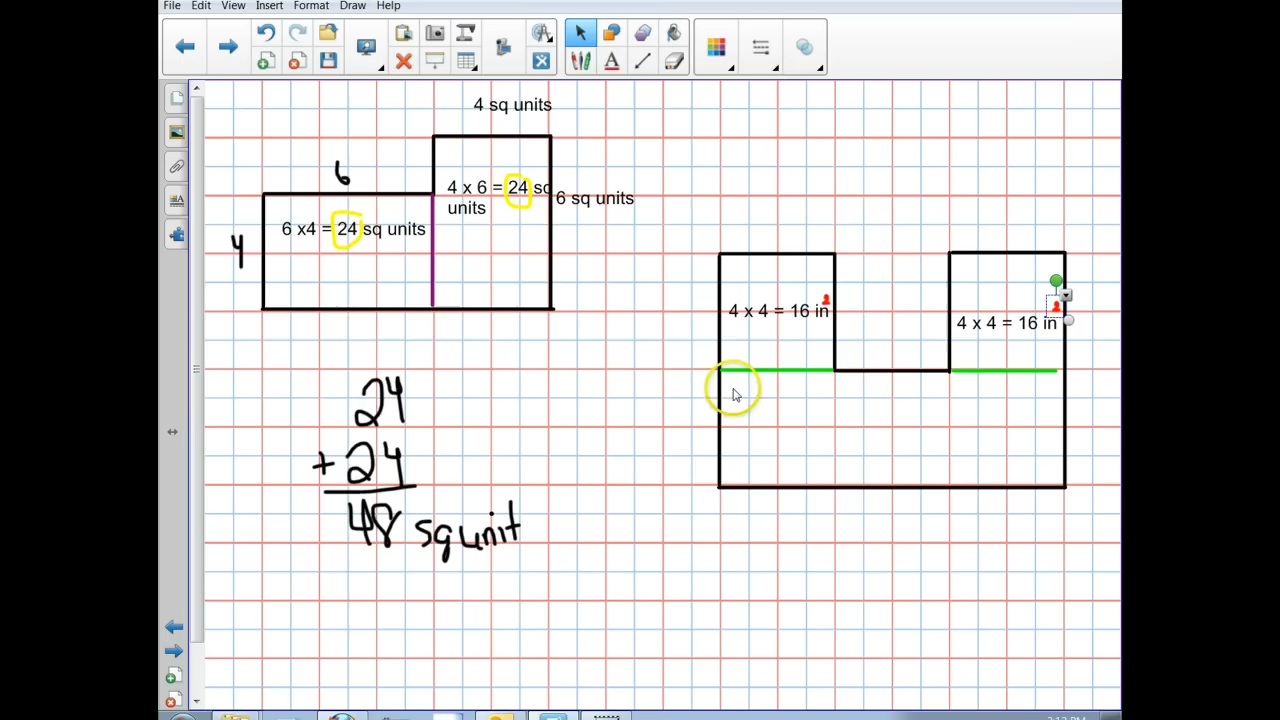 File Edit View Insert Format Draw Help
4 sq units
6
4 x 6 = 24 sq
units
6 sq units
6 x4 = 24 sq units
4
4 x 4 = 16 in
4 x 4 = 16 in
24
+ 24
48 sq unit